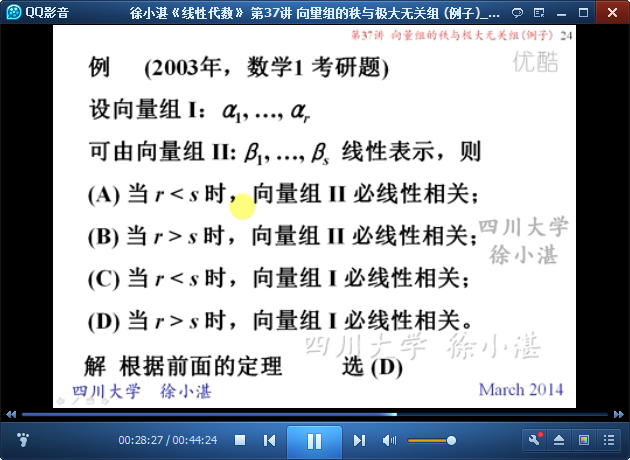 QQ影音
徐小湛《线性代数》 第37讲 向量组的秩与极大无关组 (例子)_...
第37讲 向量组的秩与极大无关组(例子) 24
优酷
例 (2003年，数学1 考研题)
设向量组 I： α1, …, αr
可由向量组 II: β1, …, βs 线性表示，则
(A) 当 r < s 时，向量组 II 必线性相关；
(B) 当 r > s 时，向量组 II 必线性相关；
四川大学
徐小湛
(C) 当 r < s 时，向量组 I 必线性相关；
(D) 当 r > s 时，向量组 I 必线性相关。
四川大学 徐小湛
解 根据前面的定理 选 (D)
四川大学 徐小湛 March 2014
00:28:27 / 00:44:24